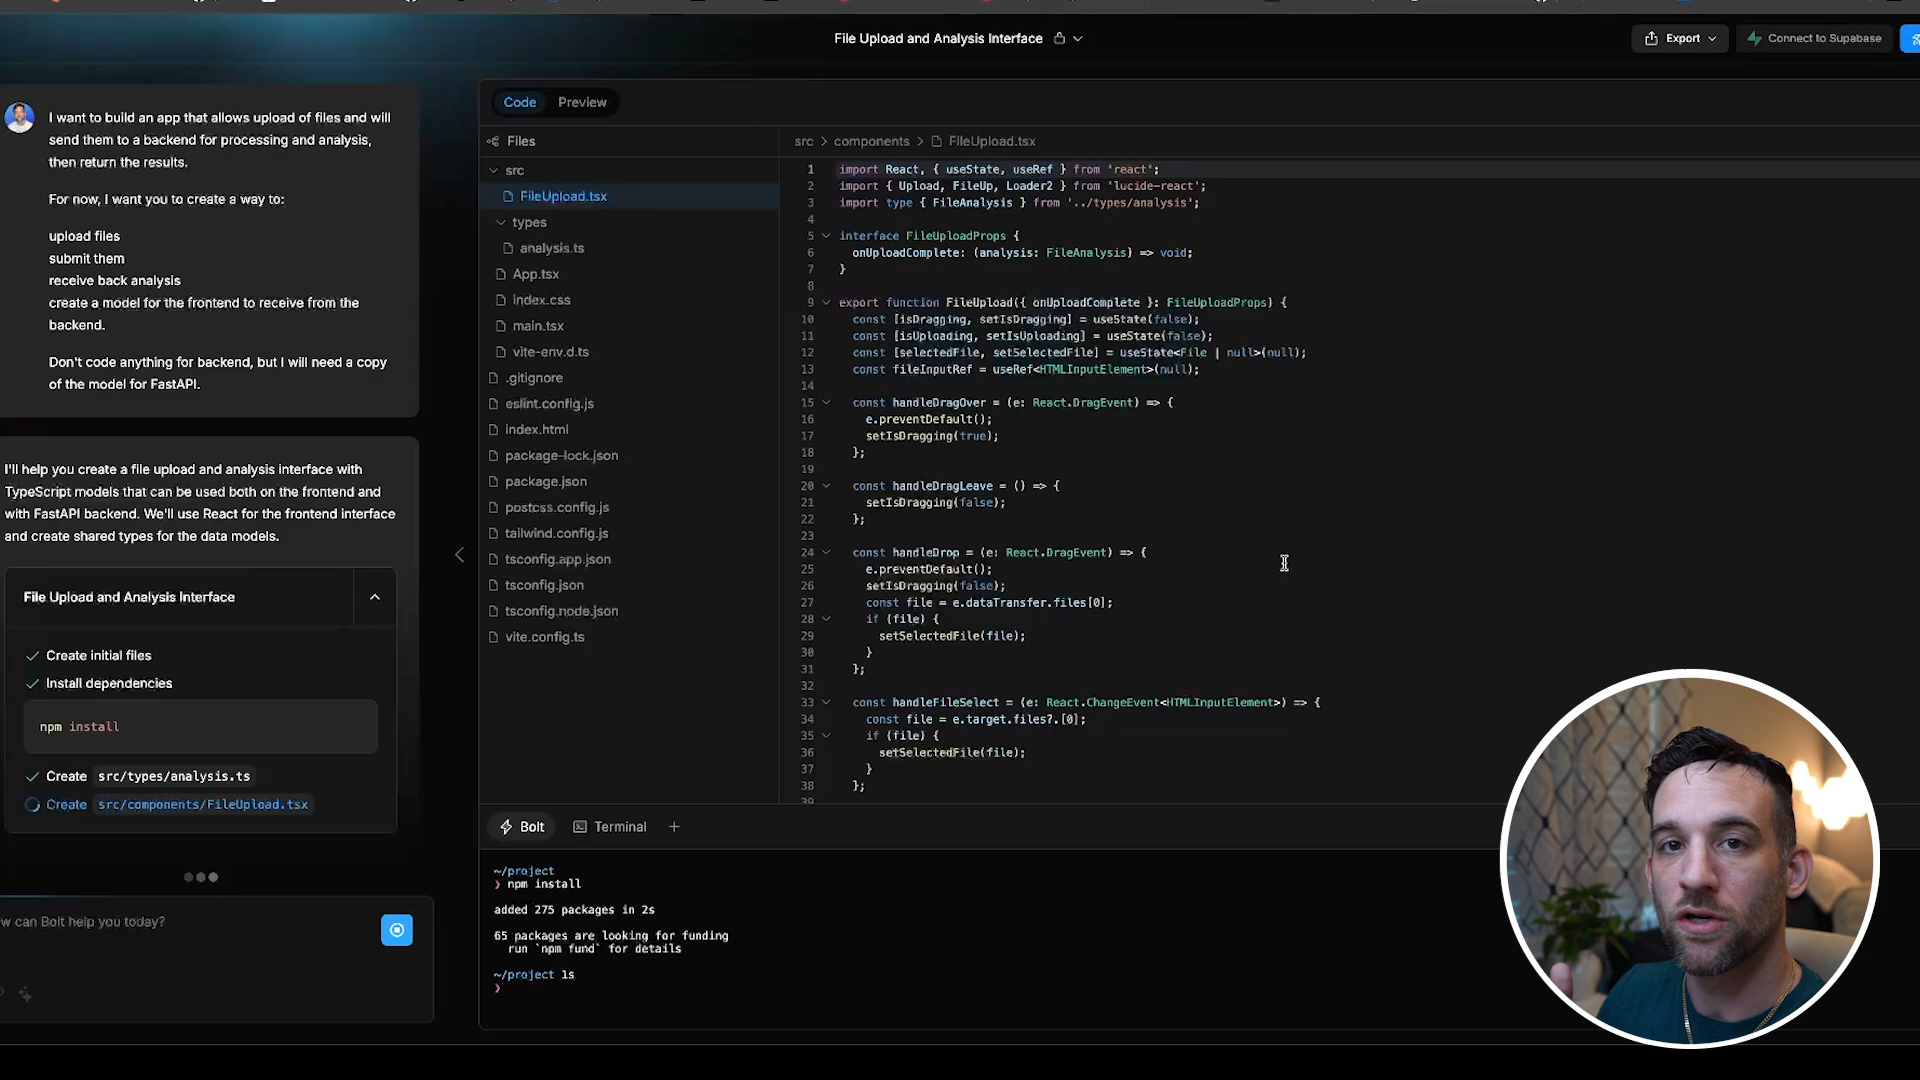 File Upload and Analysis Interface
Export
Connect to Supabase
I want to build an app that allows upload of files and will
send them to a backend for processing and analysis,
then return the results.
For now, I want you to create a way to:
upload files
submit them
receive back analysis
create a model for the frontend to receive from the
backend.
Don't code anything for backend, but I will need a copy
of the model for FastAPI.
I'll help you create a file upload and analysis interface with
TypeScript models that can be used both on the frontend and
with FastAPI backend. We'll use React for the frontend interface
and create shared types for the data models.
File Upload and Analysis Interface
Create initial files
Install dependencies
npm install
Create src/types/analysis.ts
Create src/components/FileUpload.tsx
w can Bolt help you today?
Code Preview
Files
src
FileUpload.tsx
types
analysis.ts
App.tsx
index.css
main.tsx
vite-env.d.ts
.gitignore
eslint.config.js
index.html
package-lock.json
package.json
postcss.config.js
tailwind.config.js
tsconfig.app.json
tsconfig.json
tsconfig.node.json
vite.config.ts
src > components > FileUpload.tsx
1 import React, { useState, useRef } from 'react';
2 import { Upload, FileUp, Loader2 } from 'lucide-react';
3 import type { FileAnalysis } from '../types/analysis';
4
5 interface FileUploadProps {
6 onUploadComplete: (analysis: FileAnalysis) => void;
7 }
8
9 export function FileUpload({ onUploadComplete }: FileUploadProps) {
10 const [isDragging, setIsDragging] = useState(false);
11 const [isUploading, setIsUploading] = useState(false);
12 const [selectedFile, setSelectedFile] = useState<File | null>(null);
13 const fileInputRef = useRef<HTMLInputElement>(null);
14
15 const handleDragOver = (e: React.DragEvent) => {
16 e.preventDefault();
17 setIsDragging(true);
18 };
19
20 const handleDragLeave = () => {
21 setIsDragging(false);
22 };
23
24 const handleDrop = (e: React.DragEvent) => {
25 e.preventDefault();
26 setIsDragging(false);
27 const file = e.dataTransfer.files[0];
28 if (file) {
29 setSelectedFile(file);
30 }
31 };
32
33 const handleFileSelect = (e: React.ChangeEvent<HTMLInputElement>) => {
34 const file = e.target.files?.[0];
35 if (file) {
36 setSelectedFile(file);
37 }
38 };
39
Bolt Terminal +
~/project
❯ npm install
added 275 packages in 2s
65 packages are looking for funding
run `npm fund` for details
~/project 1s
❯